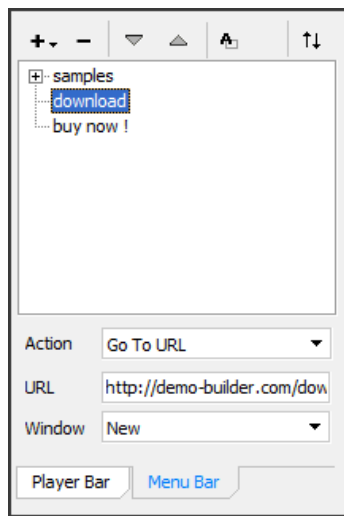 A
samples
download
buy now !
Action Go To URL
URL http://demo-builder.com/dow
Window New
Player Bar Menu Bar